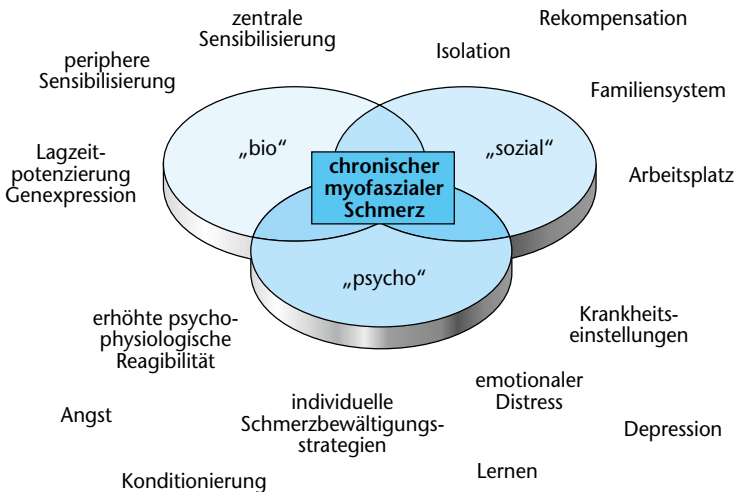 zentrale
Sensibilisierung
Rekompensation
Isolation
periphere
Sensibilisierung
Familiensystem
„bio“
„sozial“
Lagzeit-
potenzierung
Genexpression
chronischer
myofaszialer
Schmerz
Arbeitsplatz
„psycho“
erhöhte psycho-
physiologische
Reagibilität
Krankheits-
einstellungen
emotionaler
Distress
individuelle
Schmerzbewältigungs-
strategien
Angst
Depression
Konditionierung
Lernen